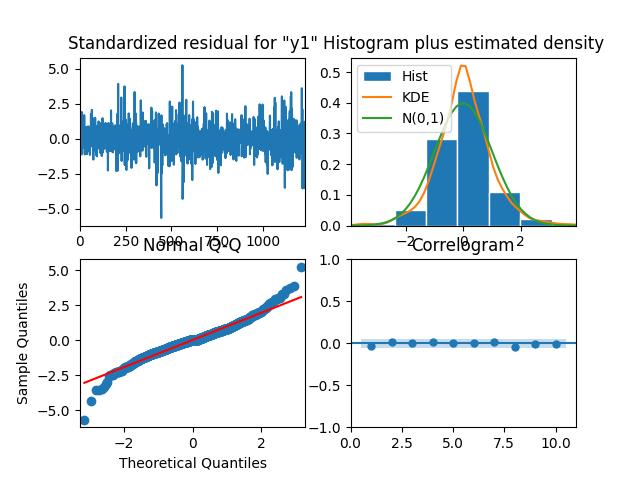 Standardized residual for "y1"
Histogram plus estimated density
5.0
2.5
0.0
−2.5
−5.0
0 250 500 750 1000
0.5
0.4
0.3
0.2
0.1
0.0
Hist
KDE
N(0,1)
−2 0 2
Normal Q-Q
Correlogram
Sample Quantiles
5.0
2.5
0.0
−2.5
−5.0
−2 0 2
Theoretical Quantiles
1.0
0.5
0.0
−0.5
−1.0
0.0 2.5 5.0 7.5 10.0